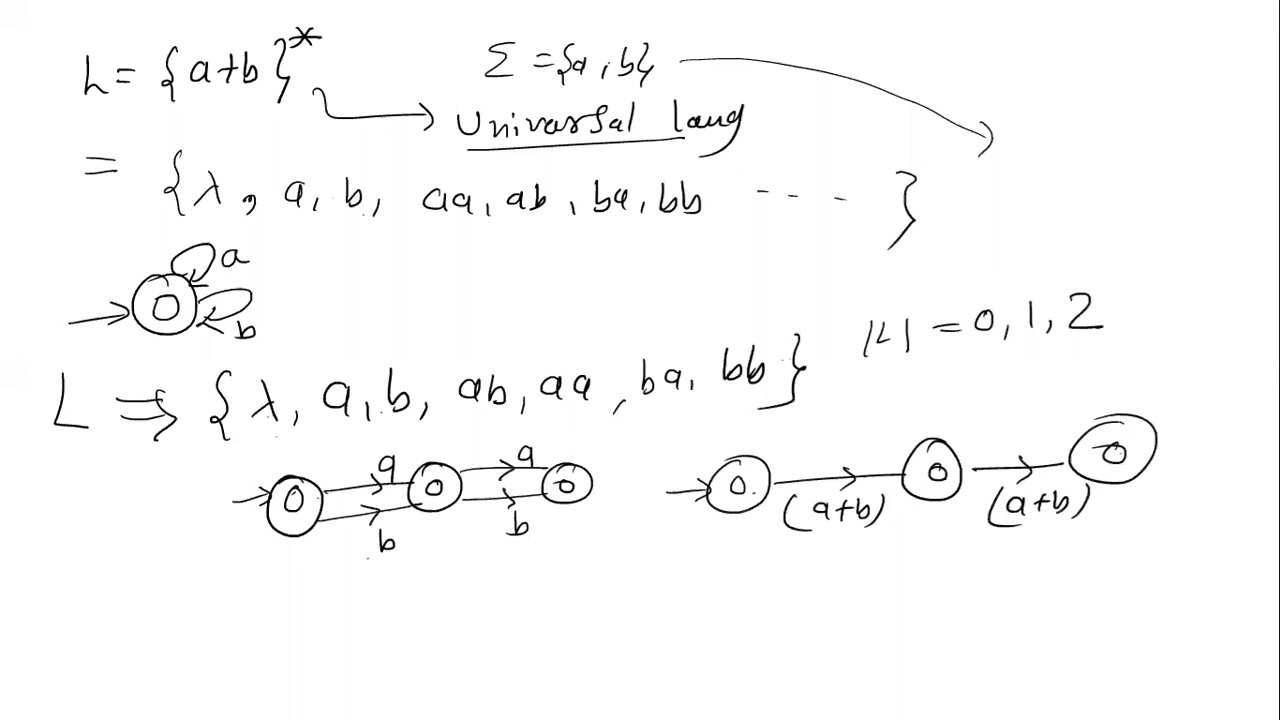 L = {a+b}* Σ = {a, b}
Universal lang
= {λ, a, b, aa, ab, ba, bb - - - }
a
b
|L| = 0, 1, 2
L ⇒ {λ, a, b, ab, aa, ba, bb}
a a
b b
(a+b) (a+b)